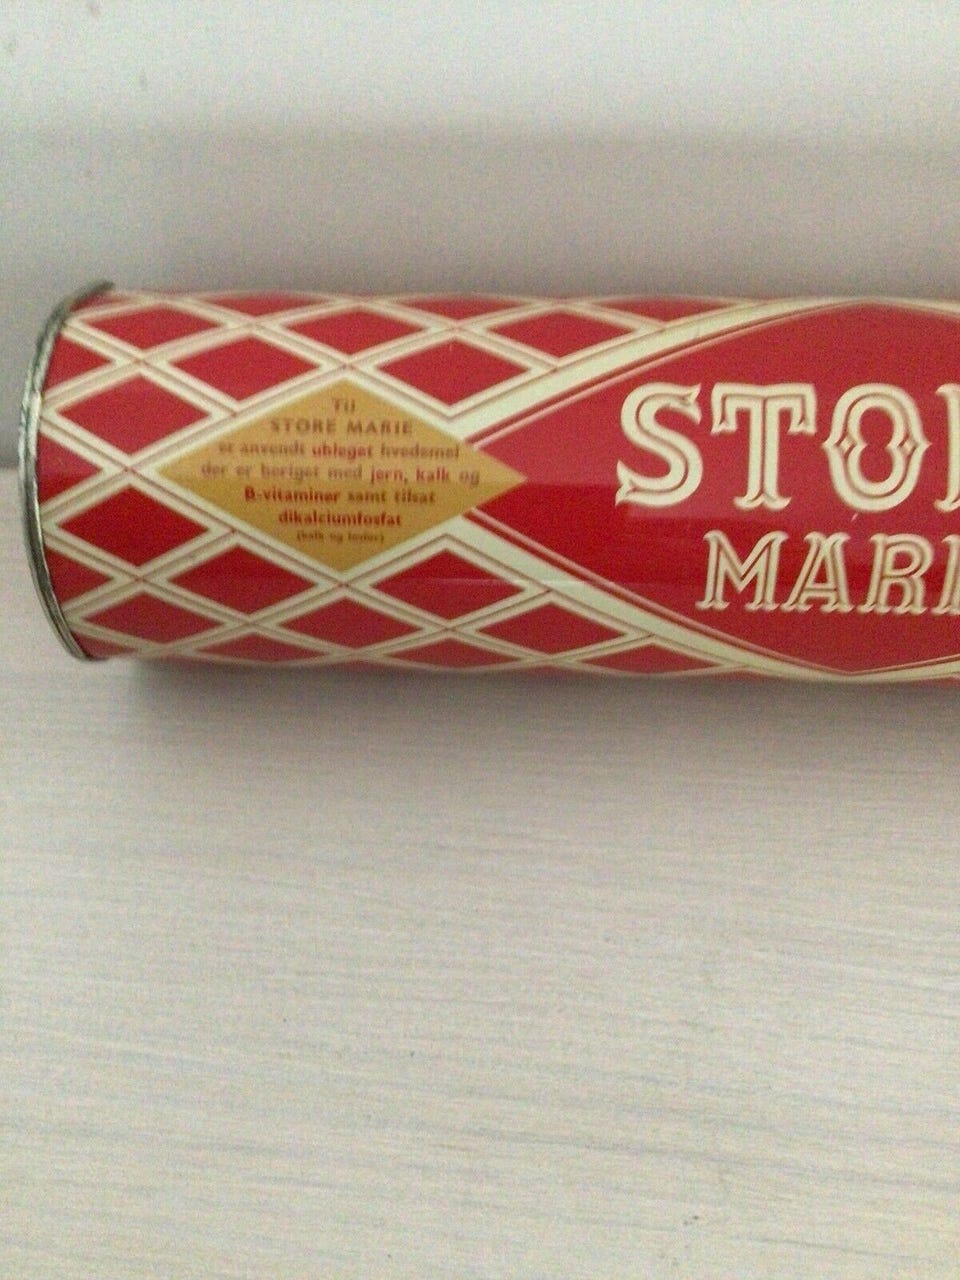 Til
STORE MARIE
er anvendt ubleget hvedemel
der er beriget med jern, kalk og
B-vitaminer samt tilsat
dikalciumfosfat
(kalk og fosfor)
STOR
MARI